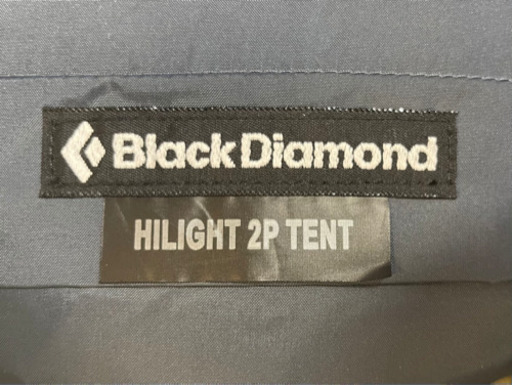 Black Diamond
HILIGHT 2P TENT